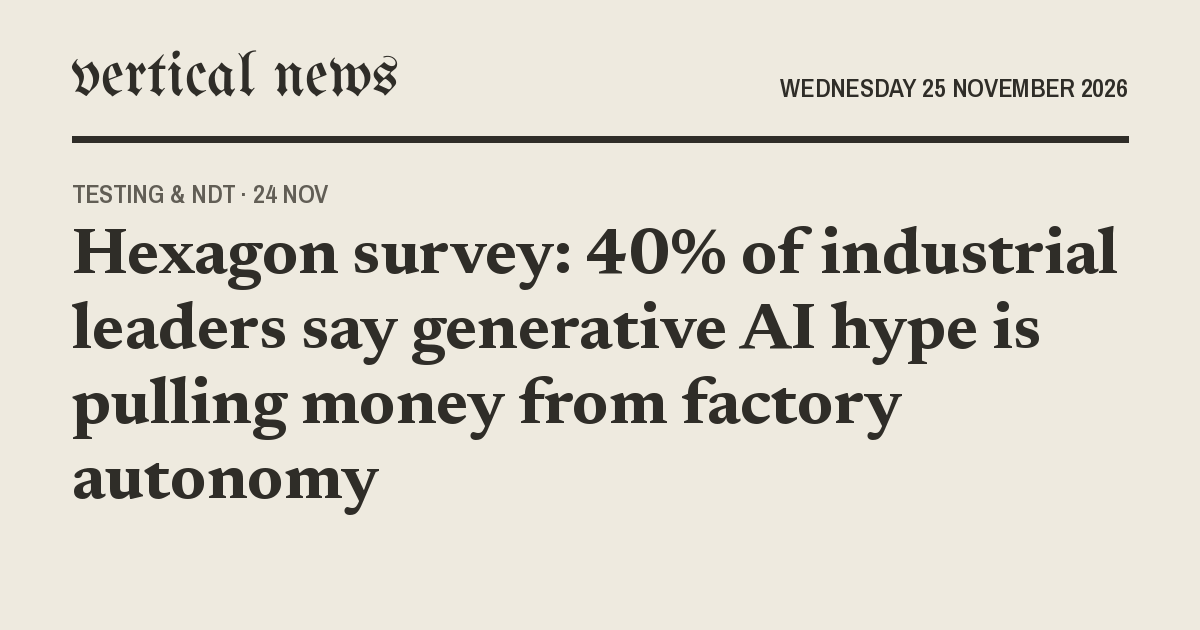 vertical news
WEDNESDAY 25 NOVEMBER 2026
TESTING & NDT · 24 NOV
Hexagon survey: 40% of industrial
leaders say generative AI hype is
pulling money from factory
autonomy